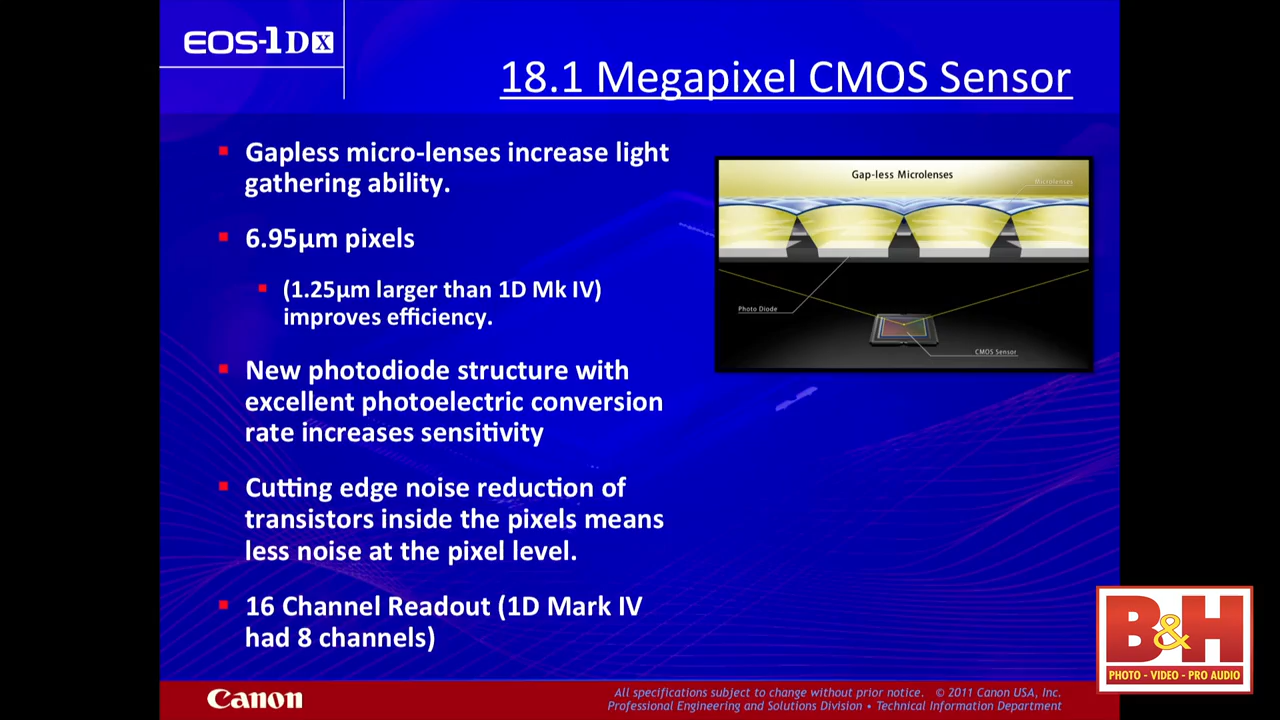 EOS-1DX
18.1 Megapixel CMOS Sensor
Gapless micro-lenses increase light
gathering ability.
6.95µm pixels
(1.25µm larger than 1D Mk IV)
improves efficiency.
New photodiode structure with
excellent photoelectric conversion
rate increases sensitivity
Cutting edge noise reduction of
transistors inside the pixels means
less noise at the pixel level.
16 Channel Readout (1D Mark IV
had 8 channels)
Gap-less Microlenses
Microlenses
Photo Diode
CMOS Sensor
Canon
All specifications subject to change without prior notice. © 2011 Canon USA, Inc.
Professional Engineering and Solutions Division • Technical Information Department
B&H
PHOTO - VIDEO - PRO AUDIO